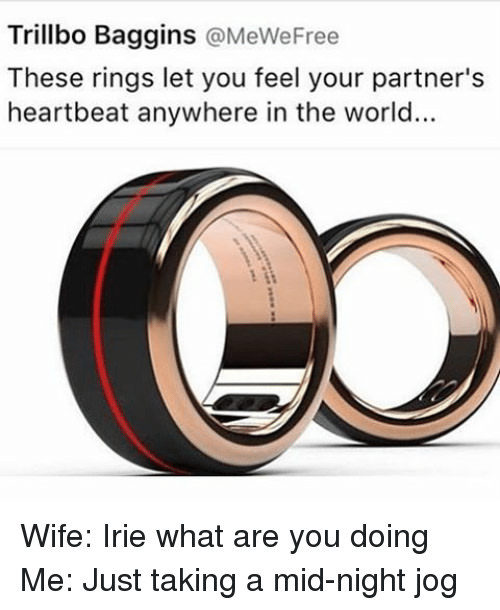 Trillbo Baggins @MeWeFree
These rings let you feel your partner's
heartbeat anywhere in the world...
Wife: Irie what are you doing
Me: Just taking a mid-night jog